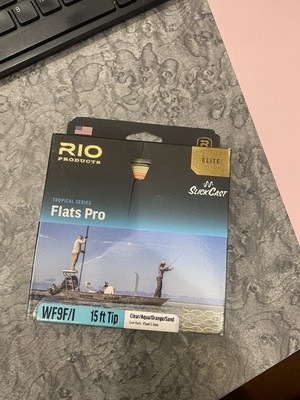 RIO
PRODUCTS
ELITE
SLICKCAST
TROPICAL SERIES
Flats Pro
WF9F/I 15 ft Tip
Clear/Aqua/Orange/Sand